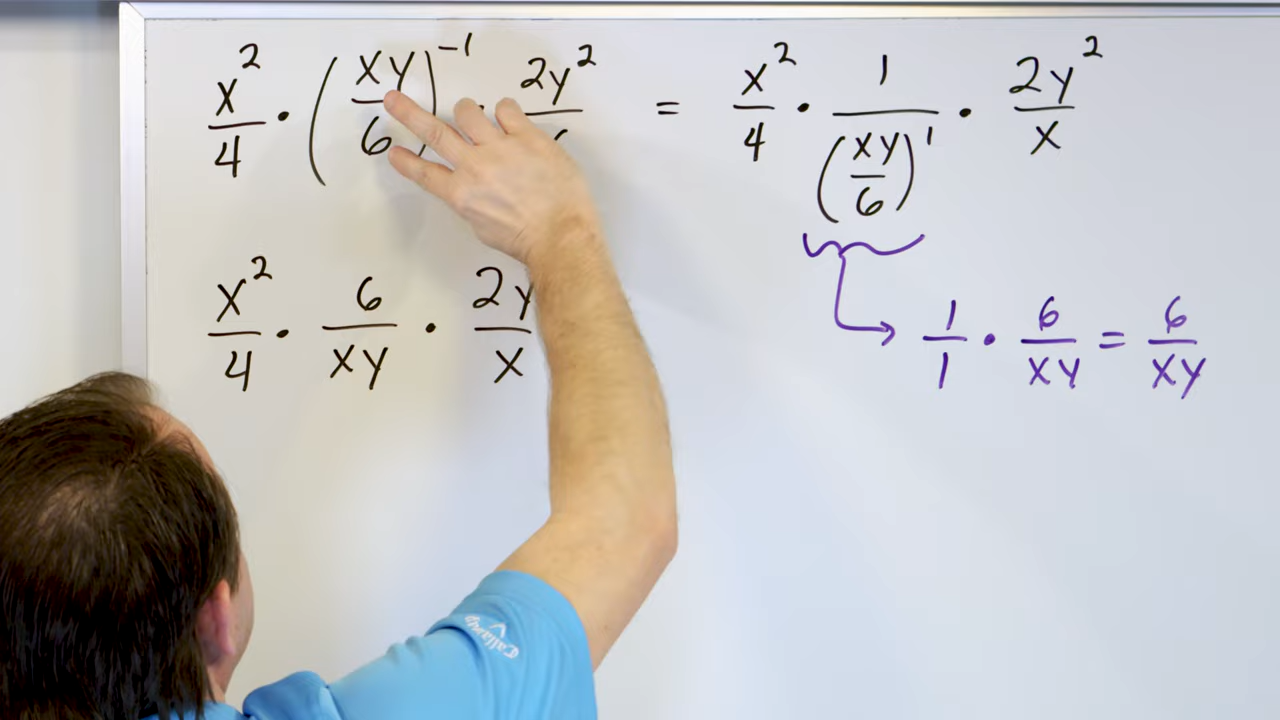 x²/4 · (xy/6)⁻¹ · 2y²/ = x²/4 · 1/(xy/6)¹ · 2y²/x
x²/4 · 6/xy · 2y/x
1/1 · 6/xy = 6/xy
Callaway